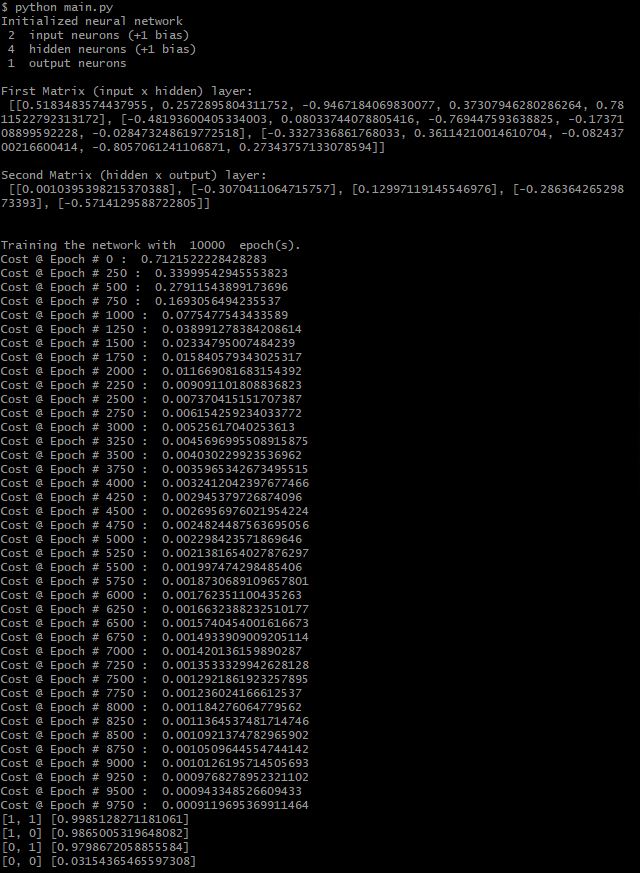 $ python main.py
Initialized neural network
2 input neurons (+1 bias)
4 hidden neurons (+1 bias)
1 output neurons
First Matrix (input x hidden) layer:
[[0.5183483574437955, 0.2572895804311752, -0.9467184069830077, 0.37307946280286264, 0.78
11522792313172], [-0.48193600405334003, 0.08033744078805416, -0.769447593638825, -0.17371
088995​92228, -0.02847324861977251​8], [-0.3327336861768033, 0.36114210014610704, -0.08243
700216600414, -0.8057061241106871, 0.27343757133078594]]
Second Matrix (hidden x output) layer:
[[0.0010395398215370388], [-0.3070411064715757], [0.12997119145546976], [-0.286364265298
73393], [-0.5714129588722805]]
Training the network with 10000 epoch(s).
Cost @ Epoch # 0 : 0.7121522228428283
Cost @ Epoch # 250 : 0.33999542945553823
Cost @ Epoch # 500 : 0.27911543899173696
Cost @ Epoch # 750 : 0.1693056494235537
Cost @ Epoch # 1000 : 0.0775477543433589
Cost @ Epoch # 1250 : 0.038991278384208614
Cost @ Epoch # 1500 : 0.02334795007484239
Cost @ Epoch # 1750 : 0.015840579343025317
Cost @ Epoch # 2000 : 0.011669081683154392
Cost @ Epoch # 2250 : 0.009091101808836823
Cost @ Epoch # 2500 : 0.007370415151707387
Cost @ Epoch # 2750 : 0.006154259234033772
Cost @ Epoch # 3000 : 0.00525617040253613
Cost @ Epoch # 3250 : 0.0045696995508915875
Cost @ Epoch # 3500 : 0.004030229923536962
Cost @ Epoch # 3750 : 0.0035965342673495515
Cost @ Epoch # 4000 : 0.0032412042397677466
Cost @ Epoch # 4250 : 0.002945379726874096
Cost @ Epoch # 4500 : 0.0026956976021954224
Cost @ Epoch # 4750 : 0.0024824487563695056
Cost @ Epoch # 5000 : 0.002298423571869646
Cost @ Epoch # 5250 : 0.0021381654027876297
Cost @ Epoch # 5500 : 0.001997474298485406
Cost @ Epoch # 5750 : 0.0018730689109657801
Cost @ Epoch # 6000 : 0.001762351100435263
Cost @ Epoch # 6250 : 0.0016632388232510177
Cost @ Epoch # 6500 : 0.0015740454001616673
Cost @ Epoch # 6750 : 0.0014933909009205114
Cost @ Epoch # 7000 : 0.001420136159890287
Cost @ Epoch # 7250 : 0.0013533329942628128
Cost @ Epoch # 7500 : 0.0012921861923257895
Cost @ Epoch # 7750 : 0.001236024166612537
Cost @ Epoch # 8000 : 0.001184276064779562
Cost @ Epoch # 8250 : 0.0011364537481714746
Cost @ Epoch # 8500 : 0.0010921374782965902
Cost @ Epoch # 8750 : 0.0010509644554744142
Cost @ Epoch # 9000 : 0.0010126195714505693
Cost @ Epoch # 9250 : 0.0009768278952321102
Cost @ Epoch # 9500 : 0.000943348526609433
Cost @ Epoch # 9750 : 0.0009119695369911464
[1, 1] [0.9985128271181061]
[1, 0] [0.9865005319648082]
[0, 1] [0.9798672058855584]
[0, 0] [0.03154365465597308]